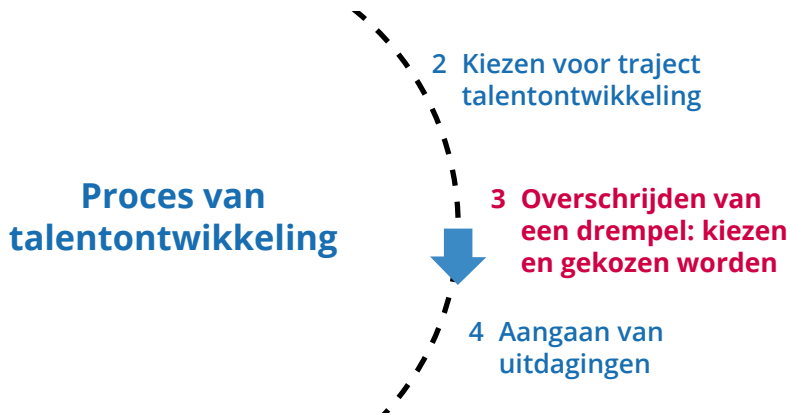 2 Kiezen voor traject
talentontwikkeling
Proces van
talentontwikkeling
3 Overschrijden van
een drempel: kiezen
en gekozen worden
4 Aangaan van
uitdagingen